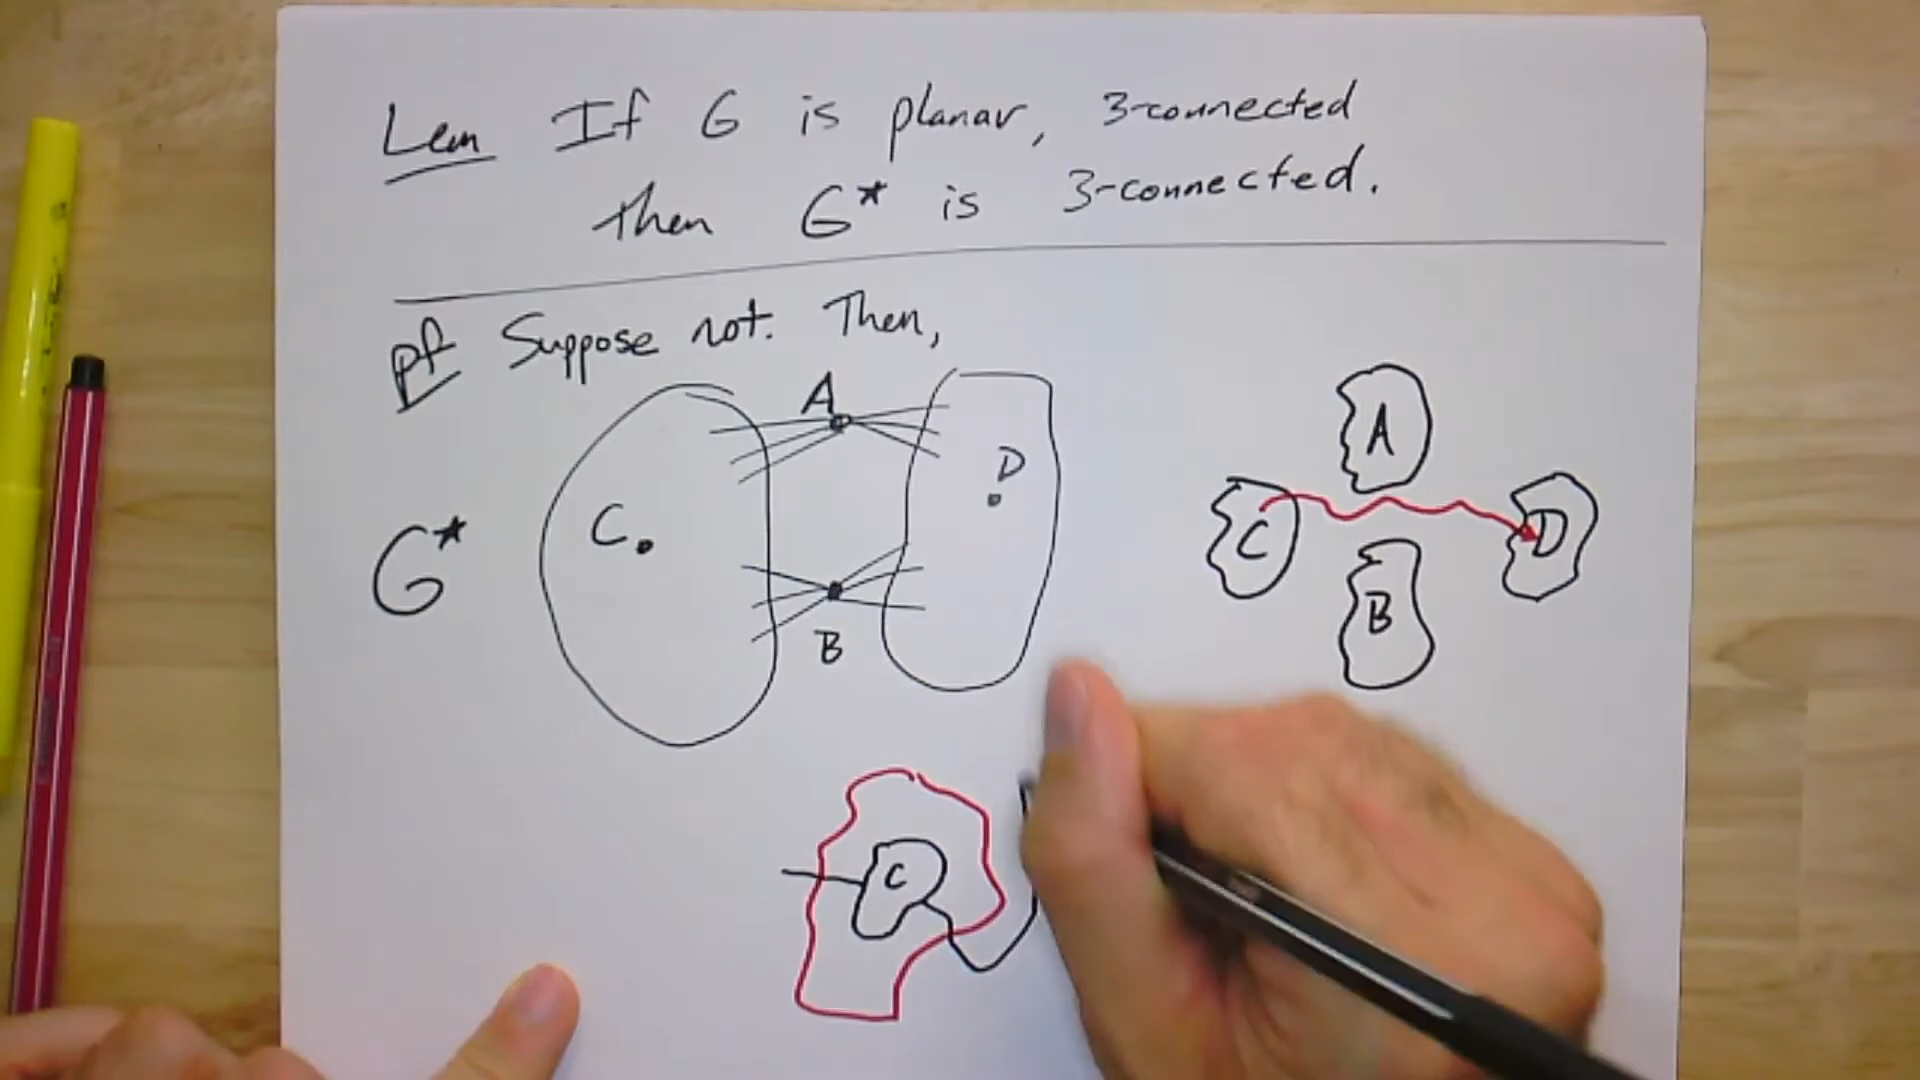 Lem If G is planar, 3-connected
then G* is 3-connected.
Pf Suppose not. Then,
A
D
C
G*
B
A
C
D
B
C